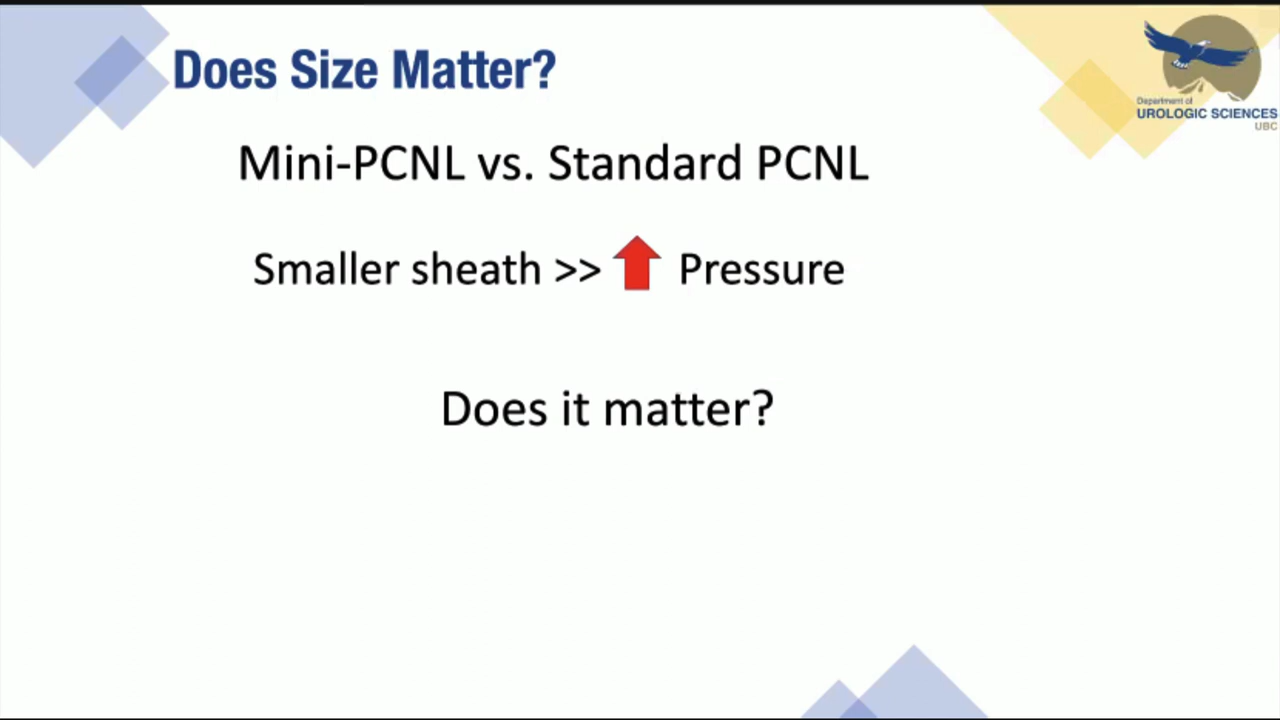 Does Size Matter?
Department of
UROLOGIC SCIENCES
UBC
Mini-PCNL vs. Standard PCNL
Smaller sheath >> Pressure
Does it matter?